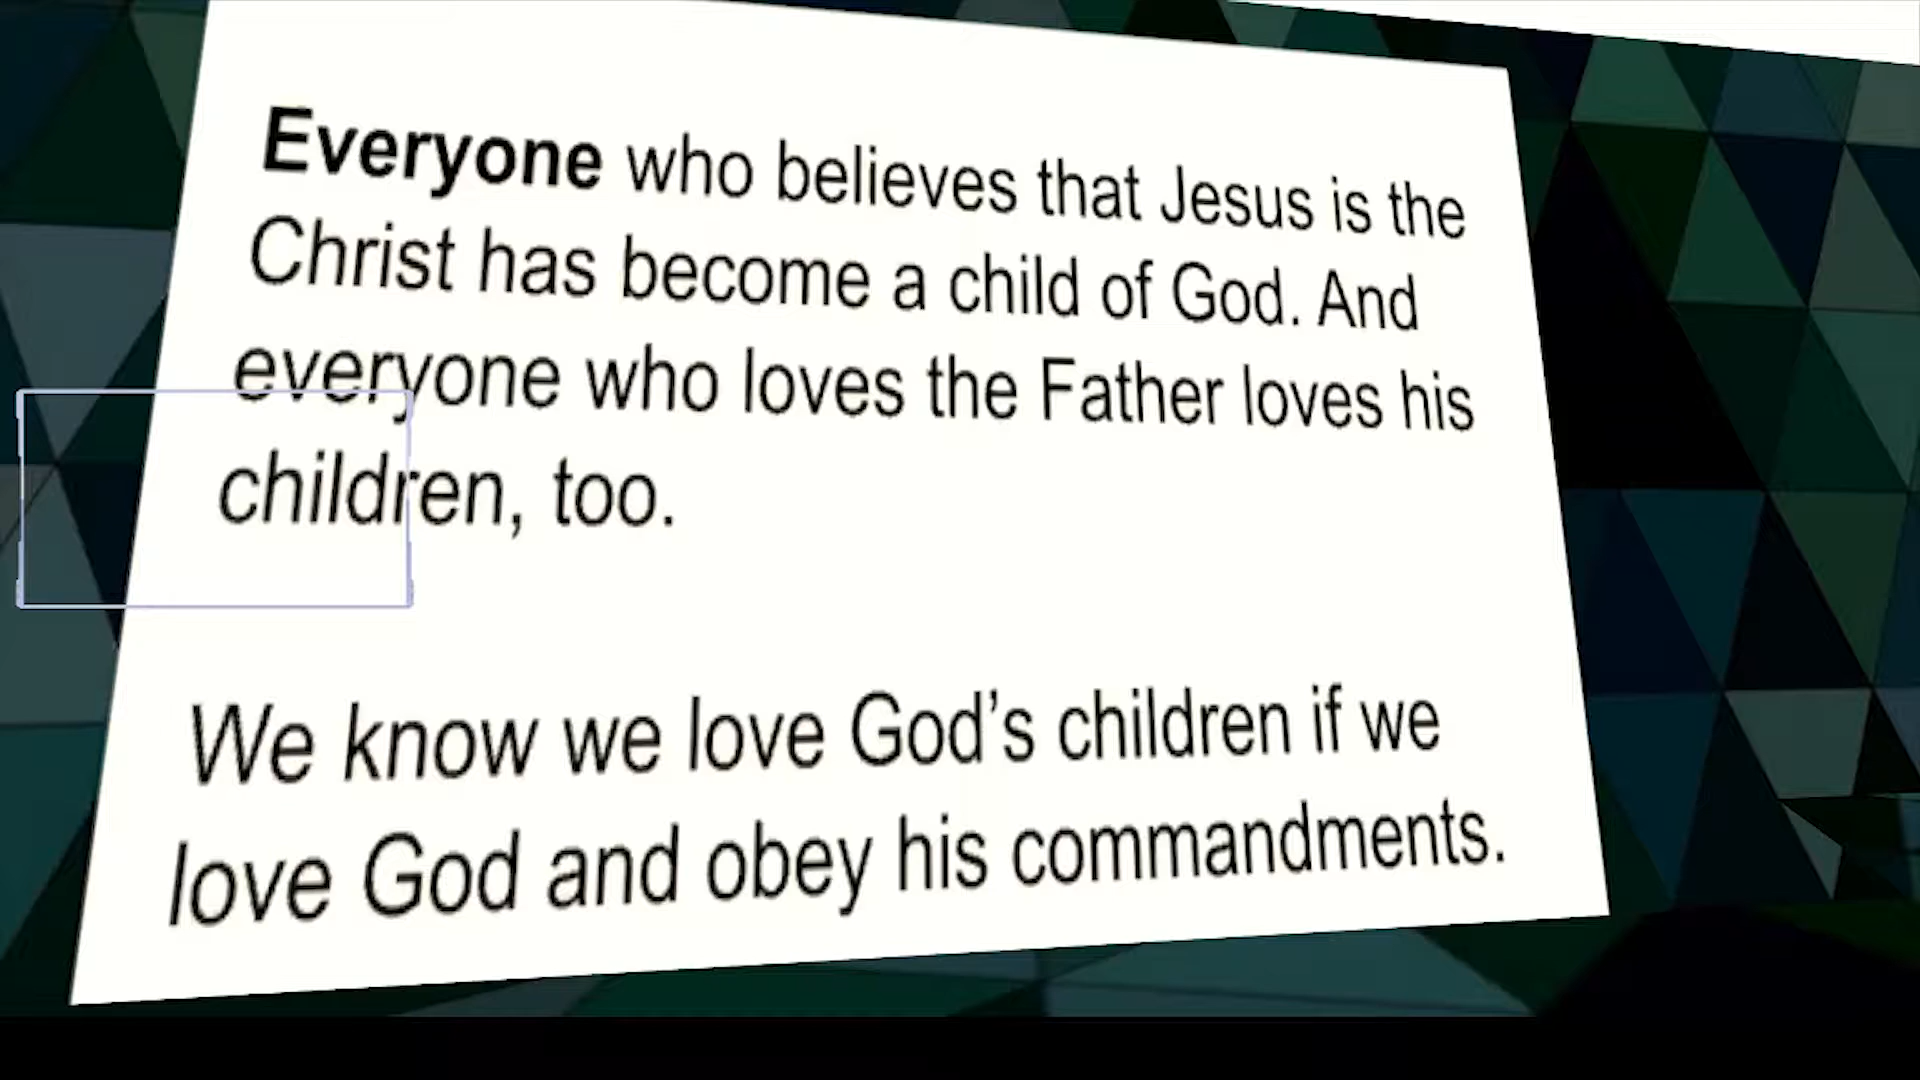 Everyone who believes that Jesus is the
Christ has become a child of God. And
everyone who loves the Father loves his
children, too.
We know we love God’s children if we
love God and obey his commandments.